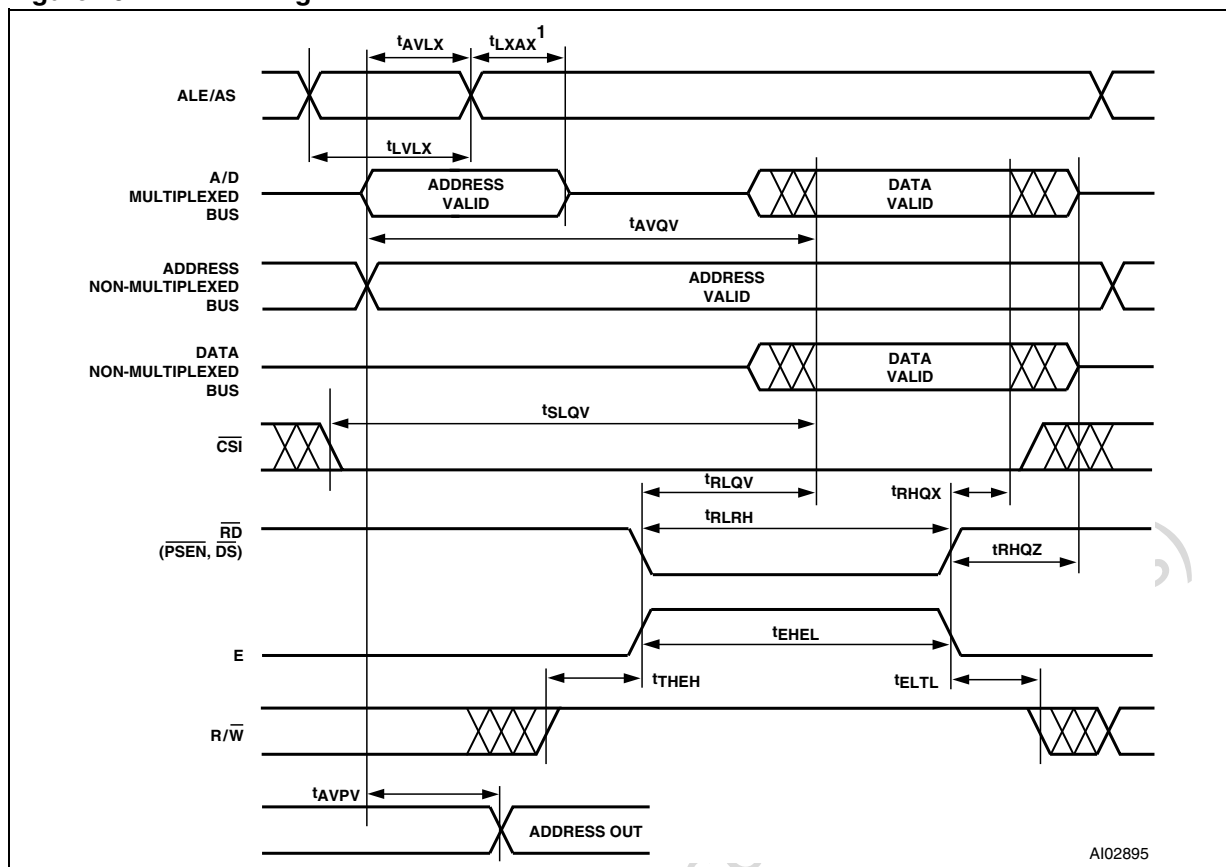 tAVLX
tLXAX 1
ALE/AS
tLVLX
A/D
MULTIPLEXED
BUS
ADDRESS
VALID
DATA
VALID
tAVQV
ADDRESS
NON-MULTIPLEXED
BUS
ADDRESS
VALID
DATA
NON-MULTIPLEXED
BUS
DATA
VALID
tSLQV
CSI
tRLQV
tRHQX
tRLRH
RD
(PSEN, DS)
tRHQZ
tEHEL
E
tTHEH
tELTL
R/W
tAVPV
ADDRESS OUT
AI02895